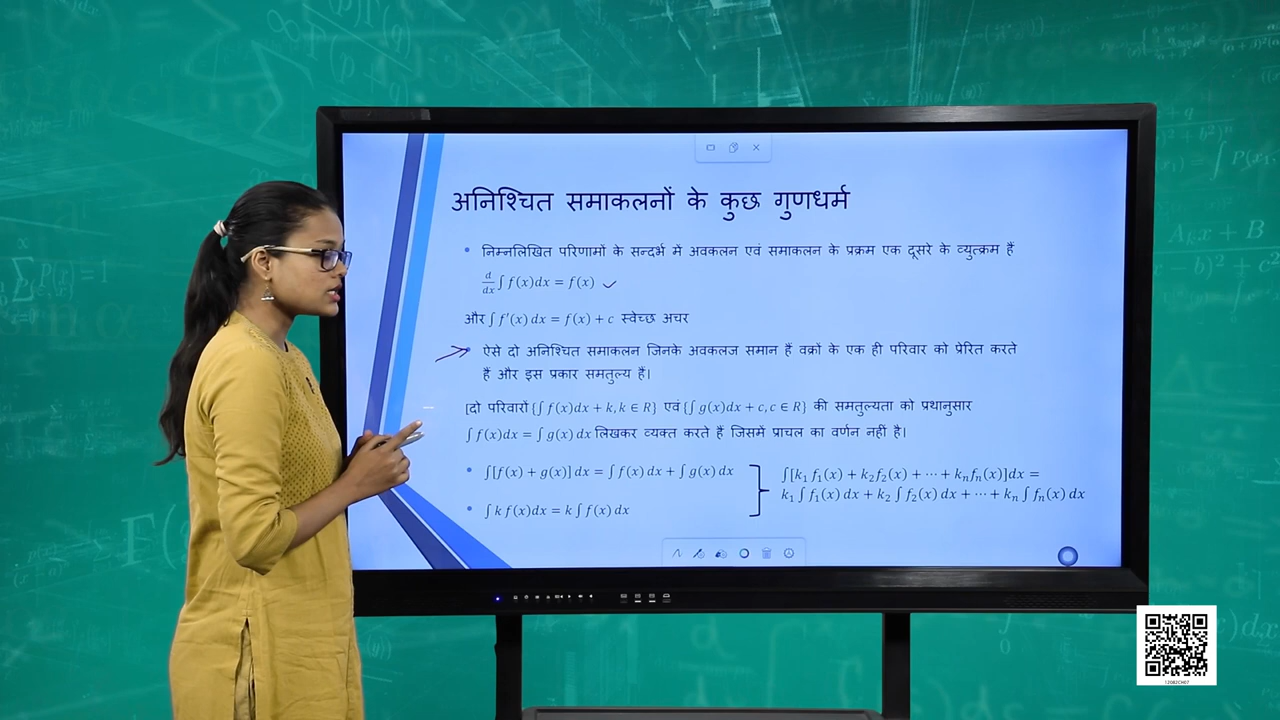 अनिश्चित समाकलनों के कुछ गुणधर्म
• निम्नलिखित परिणामों के सन्दर्भ में अवकलन एवं समाकलन के प्रक्रम एक दूसरे के व्युत्क्रम हैं
d/dx ∫ f(x)dx = f(x)
और ∫ f′(x) dx = f(x) + c स्वेच्छ अचर
• ऐसे दो अनिश्चित समाकलन जिनके अवकलज समान हैं वक्रों के एक ही परिवार को प्रेरित करते
हैं और इस प्रकार समतुल्य हैं।
[दो परिवारों {∫ f(x)dx + k, k ∈ R} एवं {∫ g(x)dx + c, c ∈ R} की समतुल्यता को प्रथानुसार
∫ f(x)dx = ∫ g(x) dx लिखकर व्यक्त करते हैं जिसमें प्राचल का वर्णन नहीं है।
• ∫[f(x) + g(x)] dx = ∫ f(x) dx + ∫ g(x) dx
• ∫ k f(x)dx = k ∫ f(x) dx
∫[k₁ f₁(x) + k₂f₂(x) + ⋯ + kₙfₙ(x)]dx =
k₁ ∫ f₁(x) dx + k₂ ∫ f₂(x) dx + ⋯ + kₙ ∫ fₙ(x) dx
12082CH07